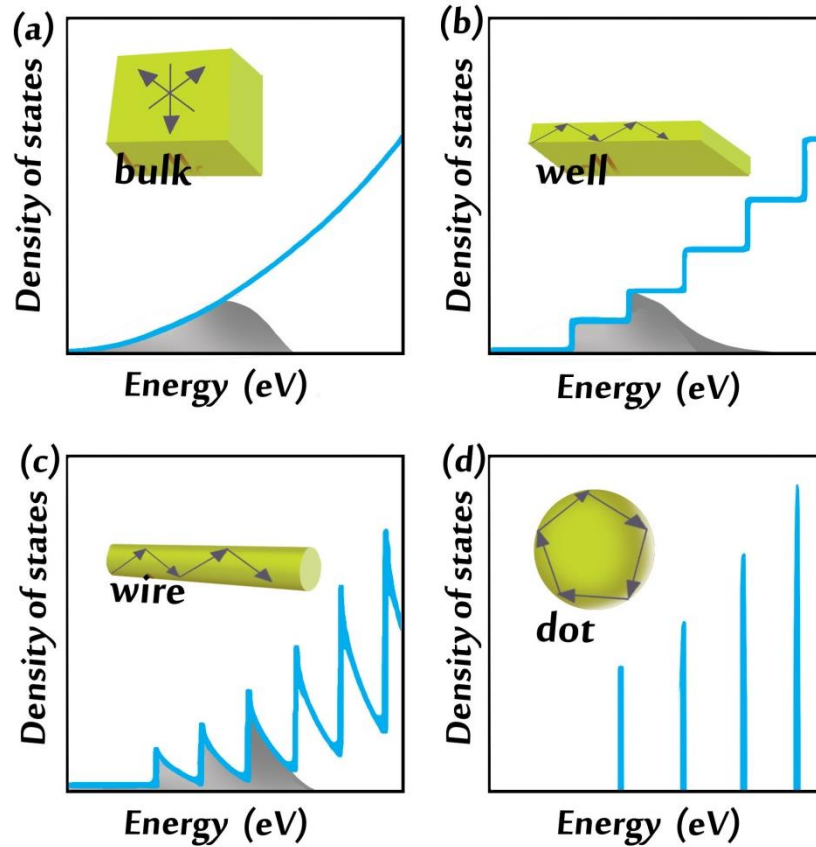 (a)
Density of states
bulk
Energy (eV)
(b)
Density of states
well
Energy (eV)
(c)
Density of states
wire
Energy (eV)
(d)
Density of states
dot
Energy (eV)